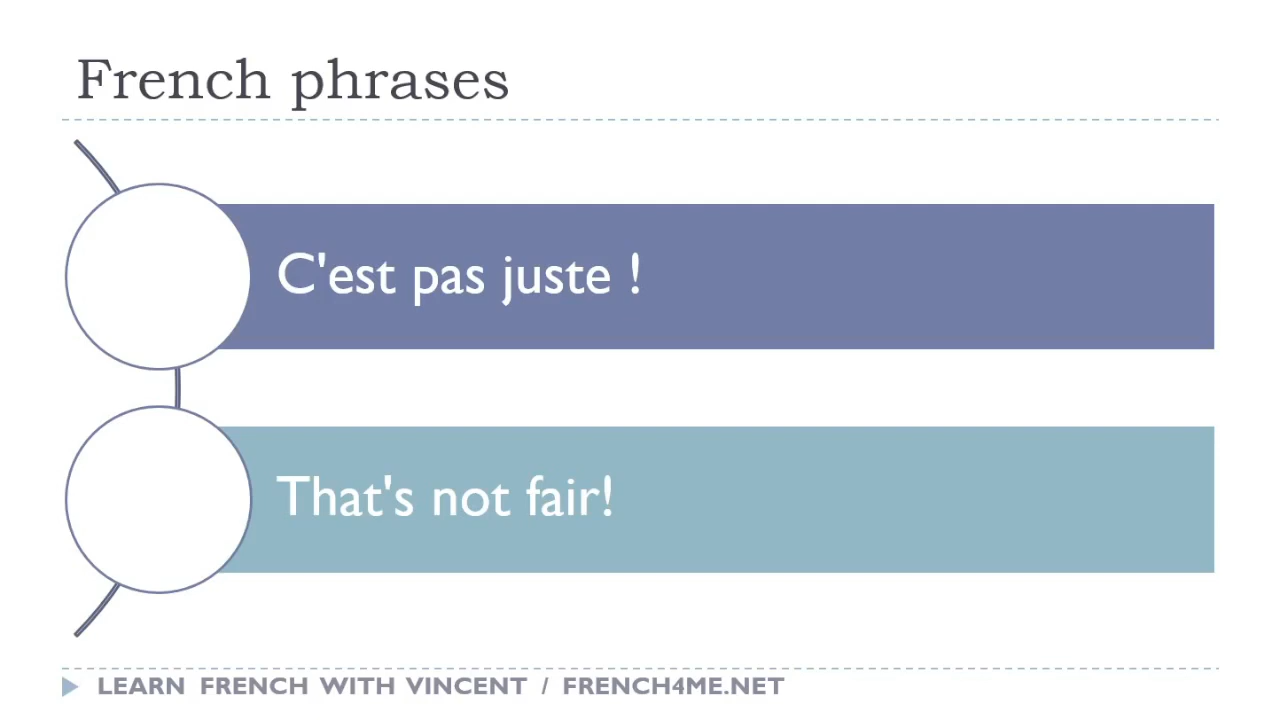 French phrases
C'est pas juste !
That's not fair!
LEARN FRENCH WITH VINCENT / FRENCH4ME.NET